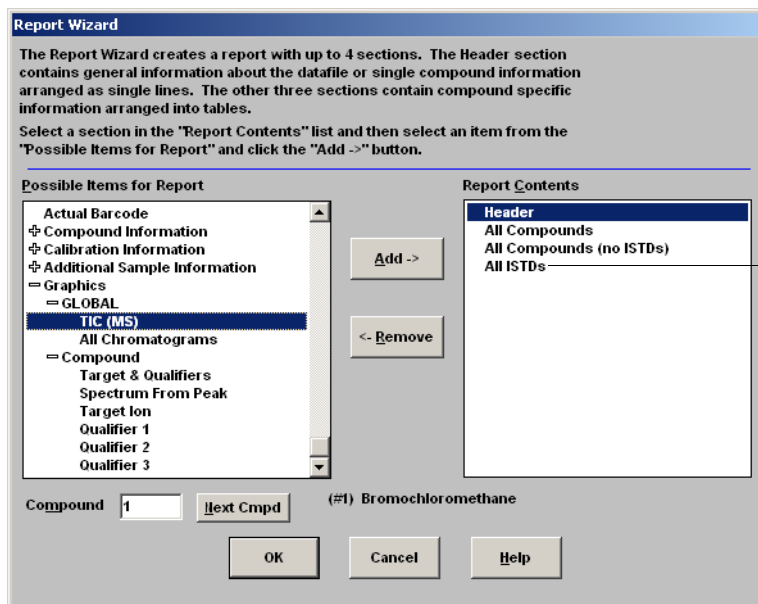 Report Wizard
The Report Wizard creates a report with up to 4 sections. The Header section
contains general information about the datafile or single compound information
arranged as single lines. The other three sections contain compound specific
information arranged into tables.
Select a section in the "Report Contents" list and then select an item from the
"Possible Items for Report" and click the "Add ->" button.
Possible Items for Report
Actual Barcode
Compound Information
Calibration Information
Additional Sample Information
Graphics
GLOBAL
TIC (MS)
All Chromatograms
Compound
Target & Qualifiers
Spectrum From Peak
Target Ion
Qualifier 1
Qualifier 2
Qualifier 3
Add ->
<- Remove
Report Contents
Header
All Compounds
All Compounds (no ISTDs)
All ISTDs
Compound 1 Next Cmpd (#1) Bromochloromethane
OK Cancel Help